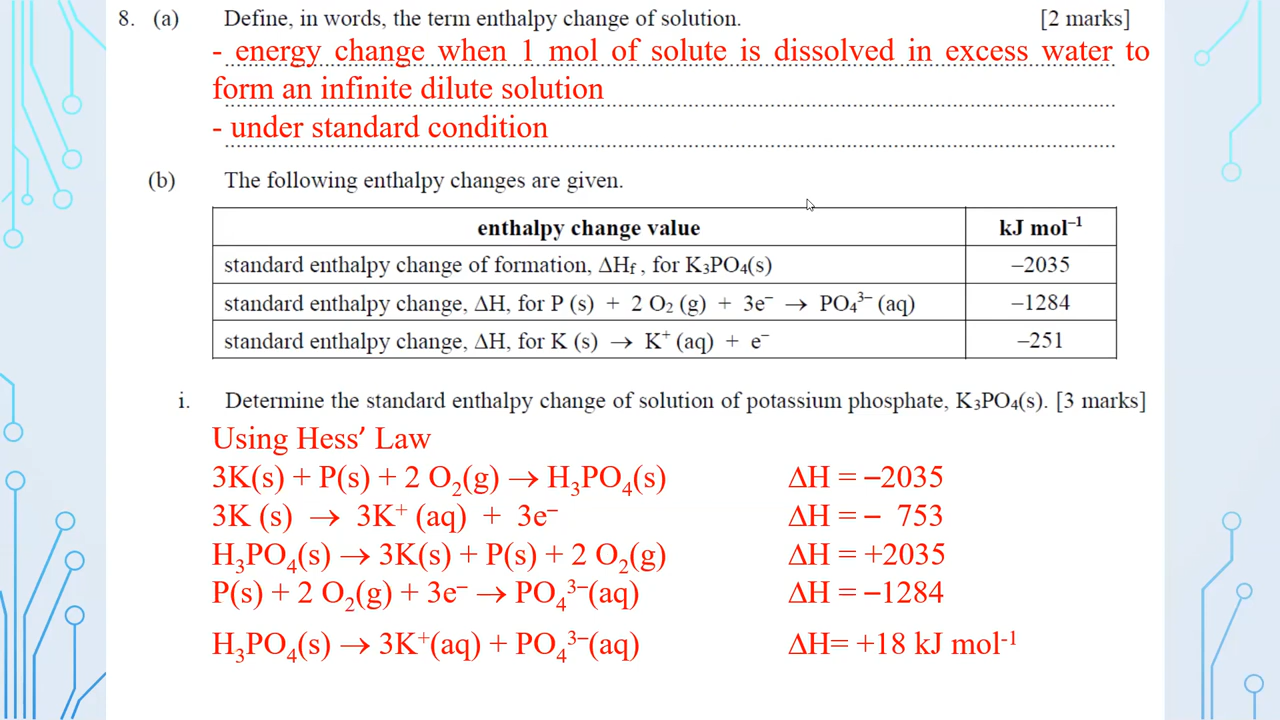 8. (a) Define, in words, the term enthalpy change of solution. [2 marks]
- energy change when 1 mol of solute is dissolved in excess water to
form an infinite dilute solution
- under standard condition
(b) The following enthalpy changes are given.
enthalpy change value kJ mol⁻¹
standard enthalpy change of formation, ΔHf , for K₃PO₄(s) –2035
standard enthalpy change, ΔH, for P (s) + 2 O₂ (g) + 3e⁻ → PO₄³⁻ (aq) –1284
standard enthalpy change, ΔH, for K (s) → K⁺ (aq) + e⁻ –251
i. Determine the standard enthalpy change of solution of potassium phosphate, K₃PO₄(s). [3 marks]
Using Hess’ Law
3K(s) + P(s) + 2 O₂(g) → H₃PO₄(s) ΔH = –2035
3K (s) → 3K⁺ (aq) + 3e⁻ ΔH = – 753
H₃PO₄(s) → 3K(s) + P(s) + 2 O₂(g) ΔH = +2035
P(s) + 2 O₂(g) + 3e⁻ → PO₄³⁻(aq) ΔH = –1284
H₃PO₄(s) → 3K⁺(aq) + PO₄³⁻(aq) ΔH= +18 kJ mol⁻¹